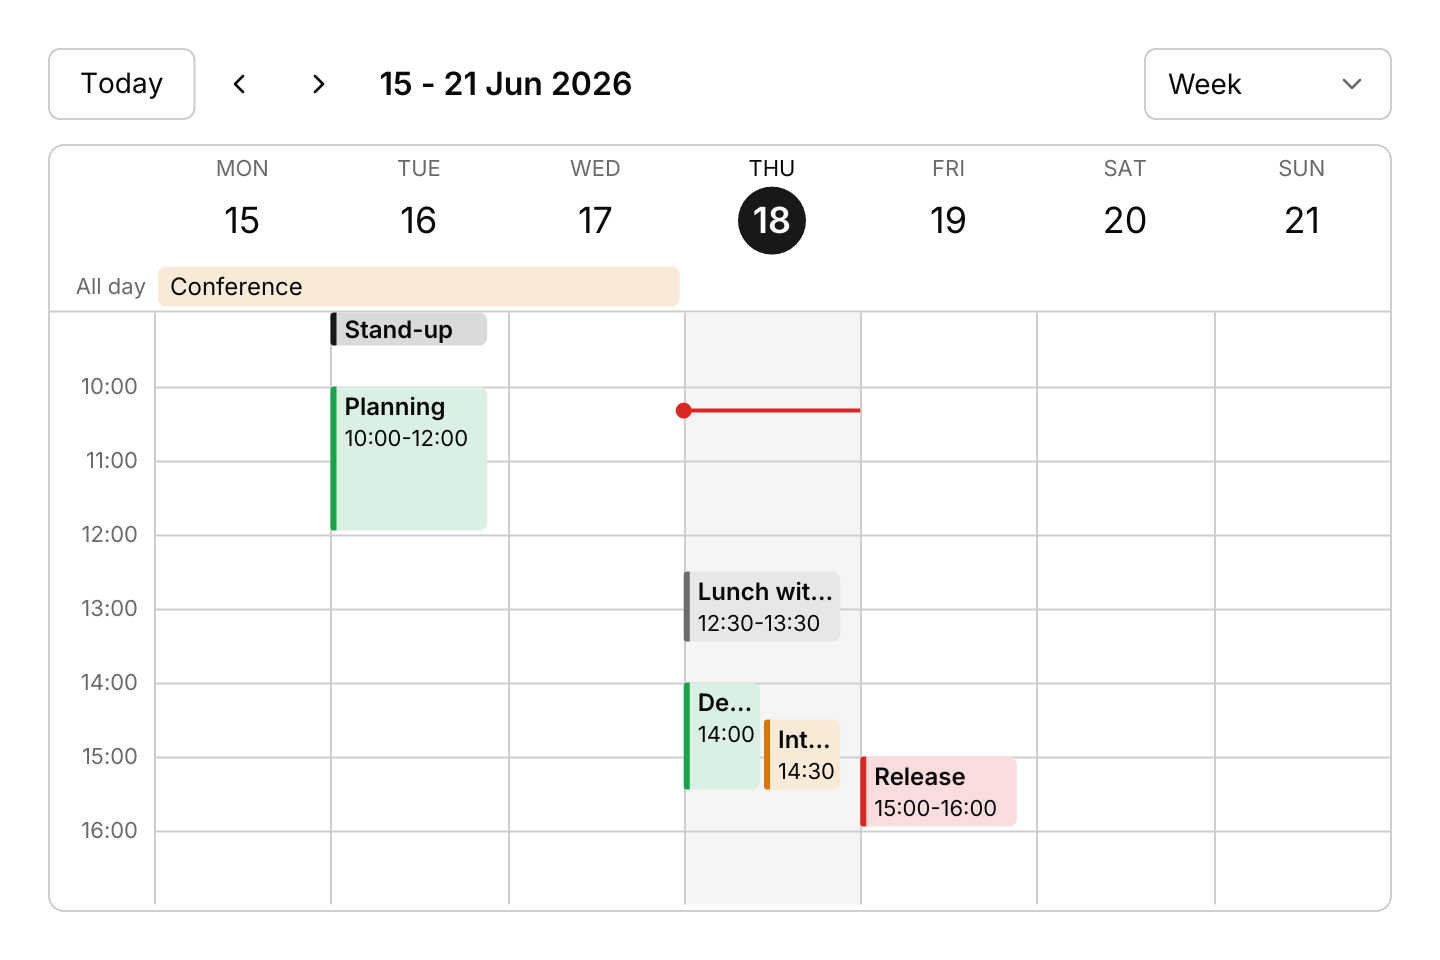 Today
15 - 21 Jun 2026
Week
MON TUE WED THU FRI SAT SUN
15 16 17 18 19 20 21
All day Conference
Stand-up
10:00
Planning
10:00-12:00
11:00
12:00
Lunch wit...
13:00
12:30-13:30
14:00
De...
14:00
Int...
15:00
14:30
Release
15:00-16:00
16:00